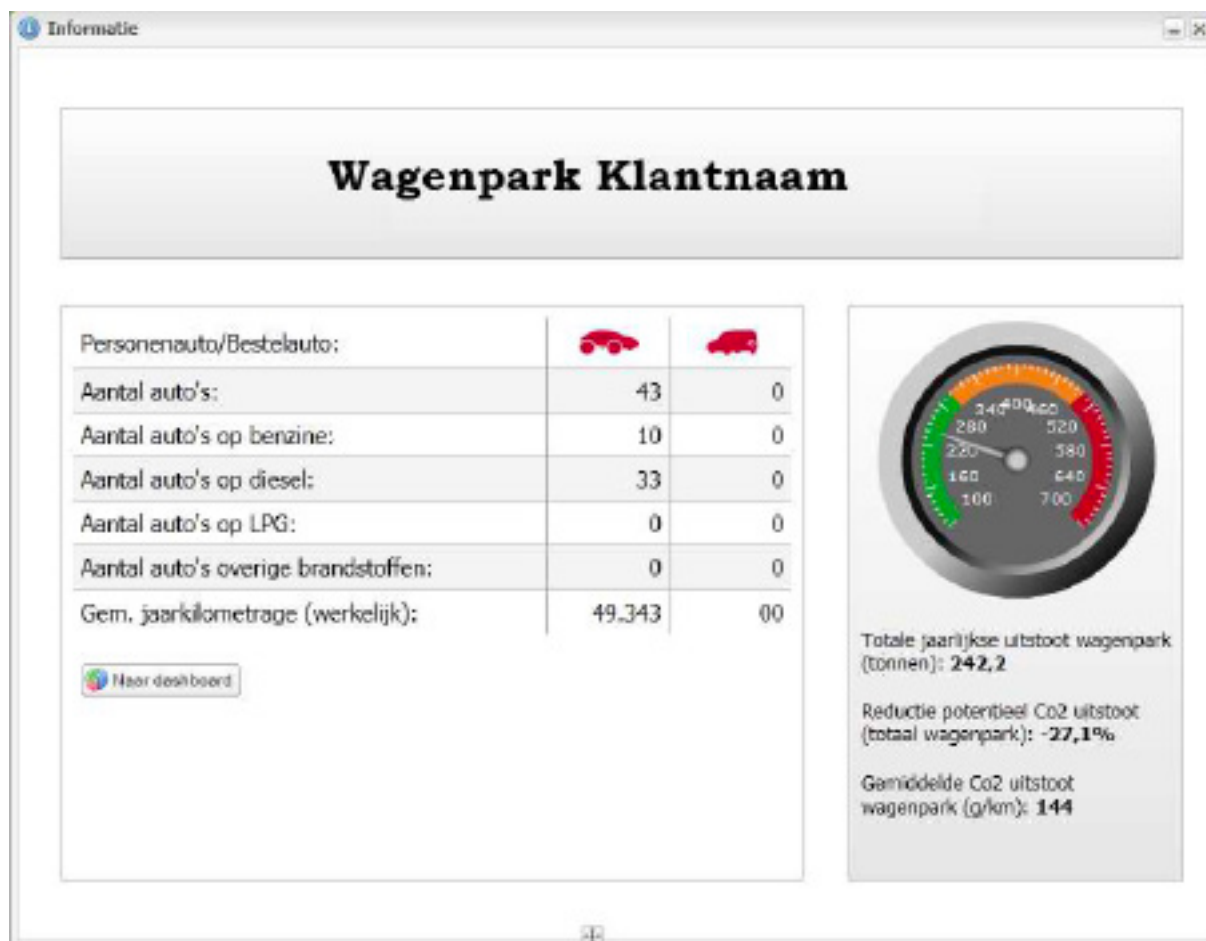 Informatie
Wagenpark Klantnaam
Personenauto/Bestelauto:
Aantal auto's: 43 0
Aantal auto's op benzine: 10 0
Aantal auto's op diesel: 33 0
Aantal auto's op LPG: 0 0
Aantal auto's overige brandstoffen: 0 0
Gem. jaarkilometrage (werkelijk): 49.343 00
Naar dashboard
100
160
220
280
340
400
460
520
580
640
700
Totale jaarlijkse uitstoot wagenpark
(tonnen): 242,2
Reductie potentieel Co2 uitstoot
(totaal wagenpark): -27,1%
Gemiddelde Co2 uitstoot
wagenpark (g/km): 144